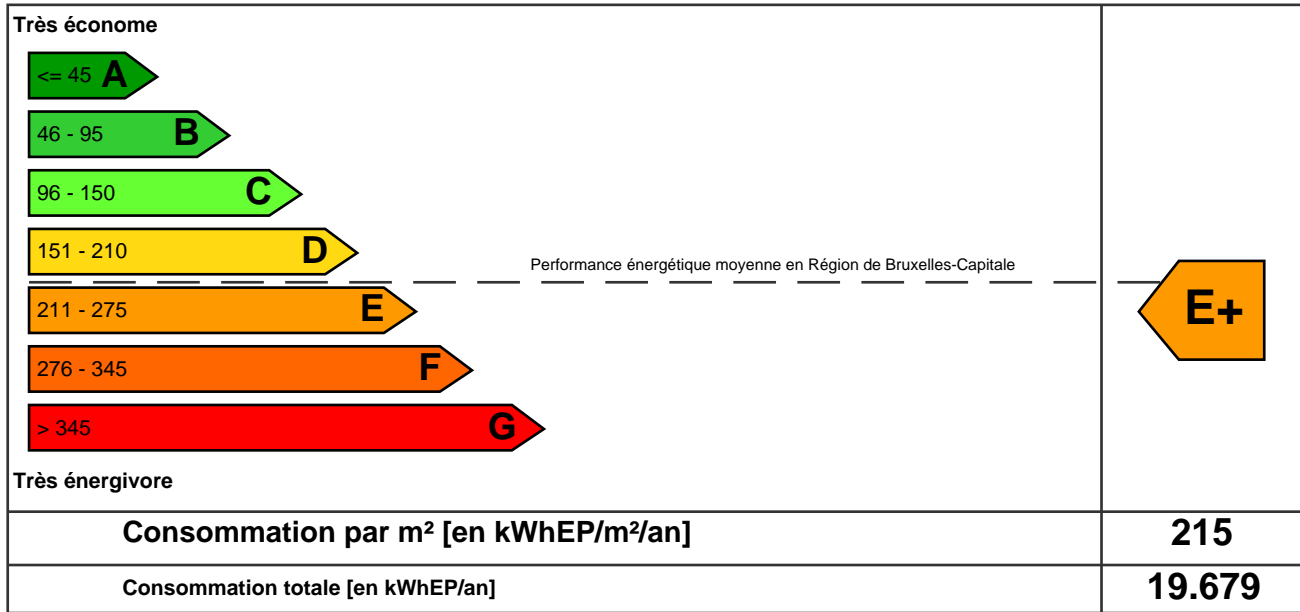 Très économe
<= 45 A
46 - 95 B
96 - 150 C
151 - 210 D
Performance énergétique moyenne en Région de Bruxelles-Capitale
211 - 275 E
E+
276 - 345 F
> 345 G
Très énergivore
Consommation par m² [en kWhEP/m²/an] 215
Consommation totale [en kWhEP/an] 19.679